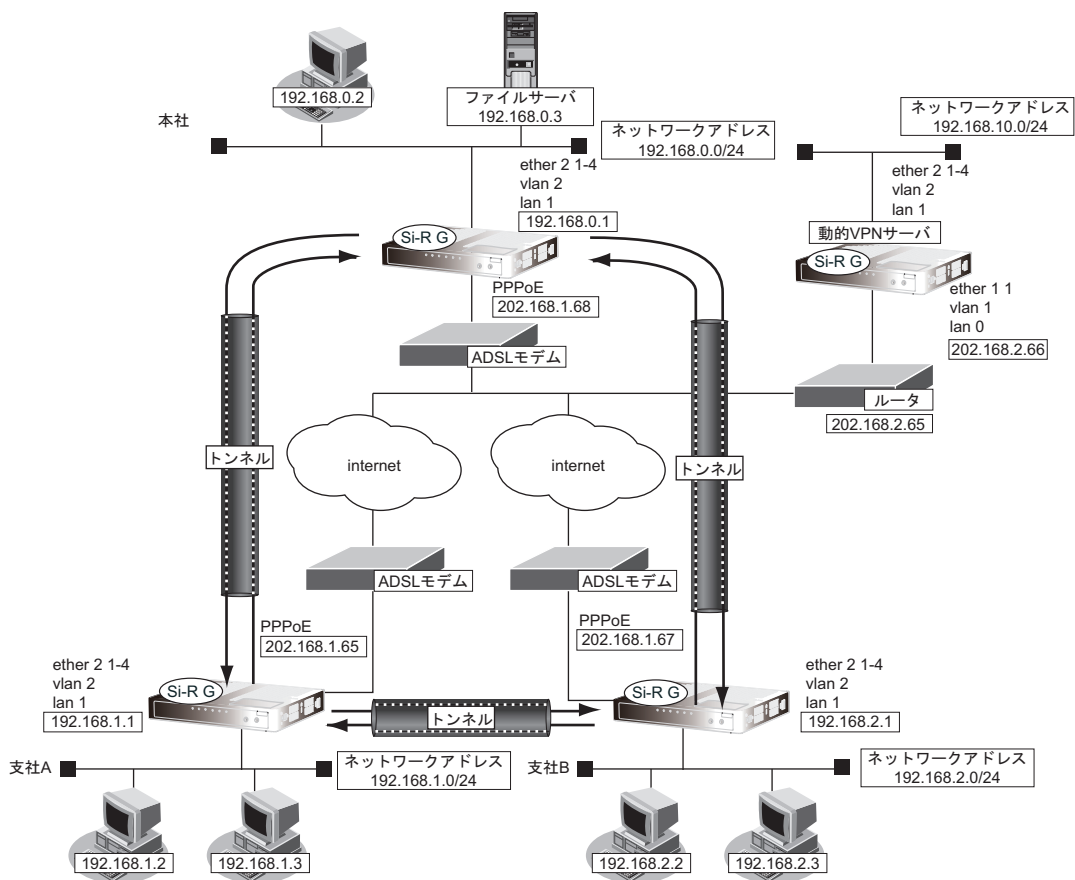 192.168.0.2
ファイルサーバ
192.168.0.3
本社
ネットワークアドレス
192.168.0.0/24
ネットワークアドレス
192.168.10.0/24
ether 2 1-4
vlan 2
lan 1
192.168.0.1
Si-R G
PPPoE
202.168.1.68
ADSLモデム
ether 2 1-4
vlan 2
lan 1
動的VPNサーバ
Si-R G
ether 1 1
vlan 1
lan 0
202.168.2.66
ルータ
202.168.2.65
トンネル
internet
internet
トンネル
ADSLモデム
ADSLモデム
PPPoE
202.168.1.65
PPPoE
202.168.1.67
ether 2 1-4
vlan 2
lan 1
192.168.1.1
Si-R G
トンネル
Si-R G
ether 2 1-4
vlan 2
lan 1
192.168.2.1
支社A
ネットワークアドレス
192.168.1.0/24
支社B
ネットワークアドレス
192.168.2.0/24
192.168.1.2
192.168.1.3
192.168.2.2
192.168.2.3